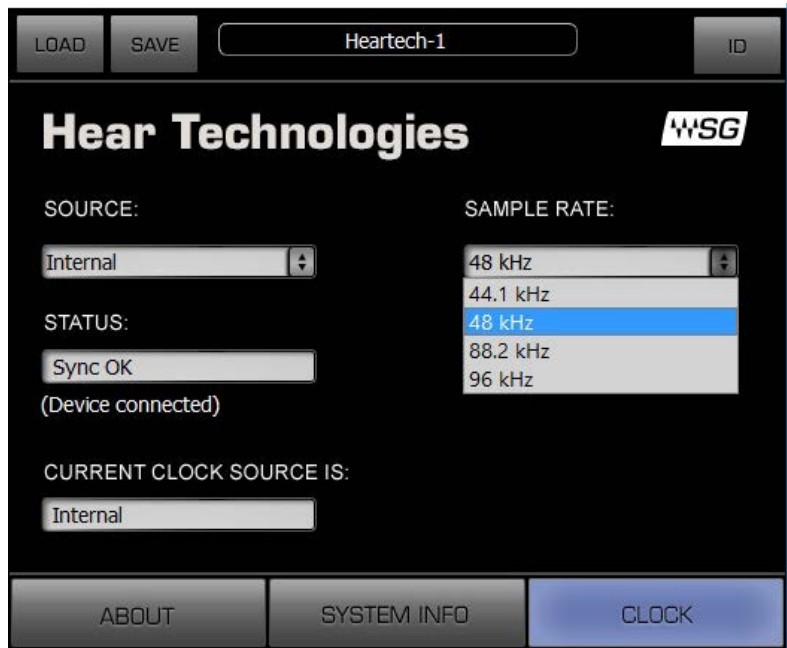 LOAD SAVE Heartech-1 ID
Hear Technologies WSG
SOURCE: SAMPLE RATE:
Internal 48 kHz
44.1 kHz
STATUS: 48 kHz
88.2 kHz
Sync OK 96 kHz
(Device connected)
CURRENT CLOCK SOURCE IS:
Internal
ABOUT SYSTEM INFO CLOCK